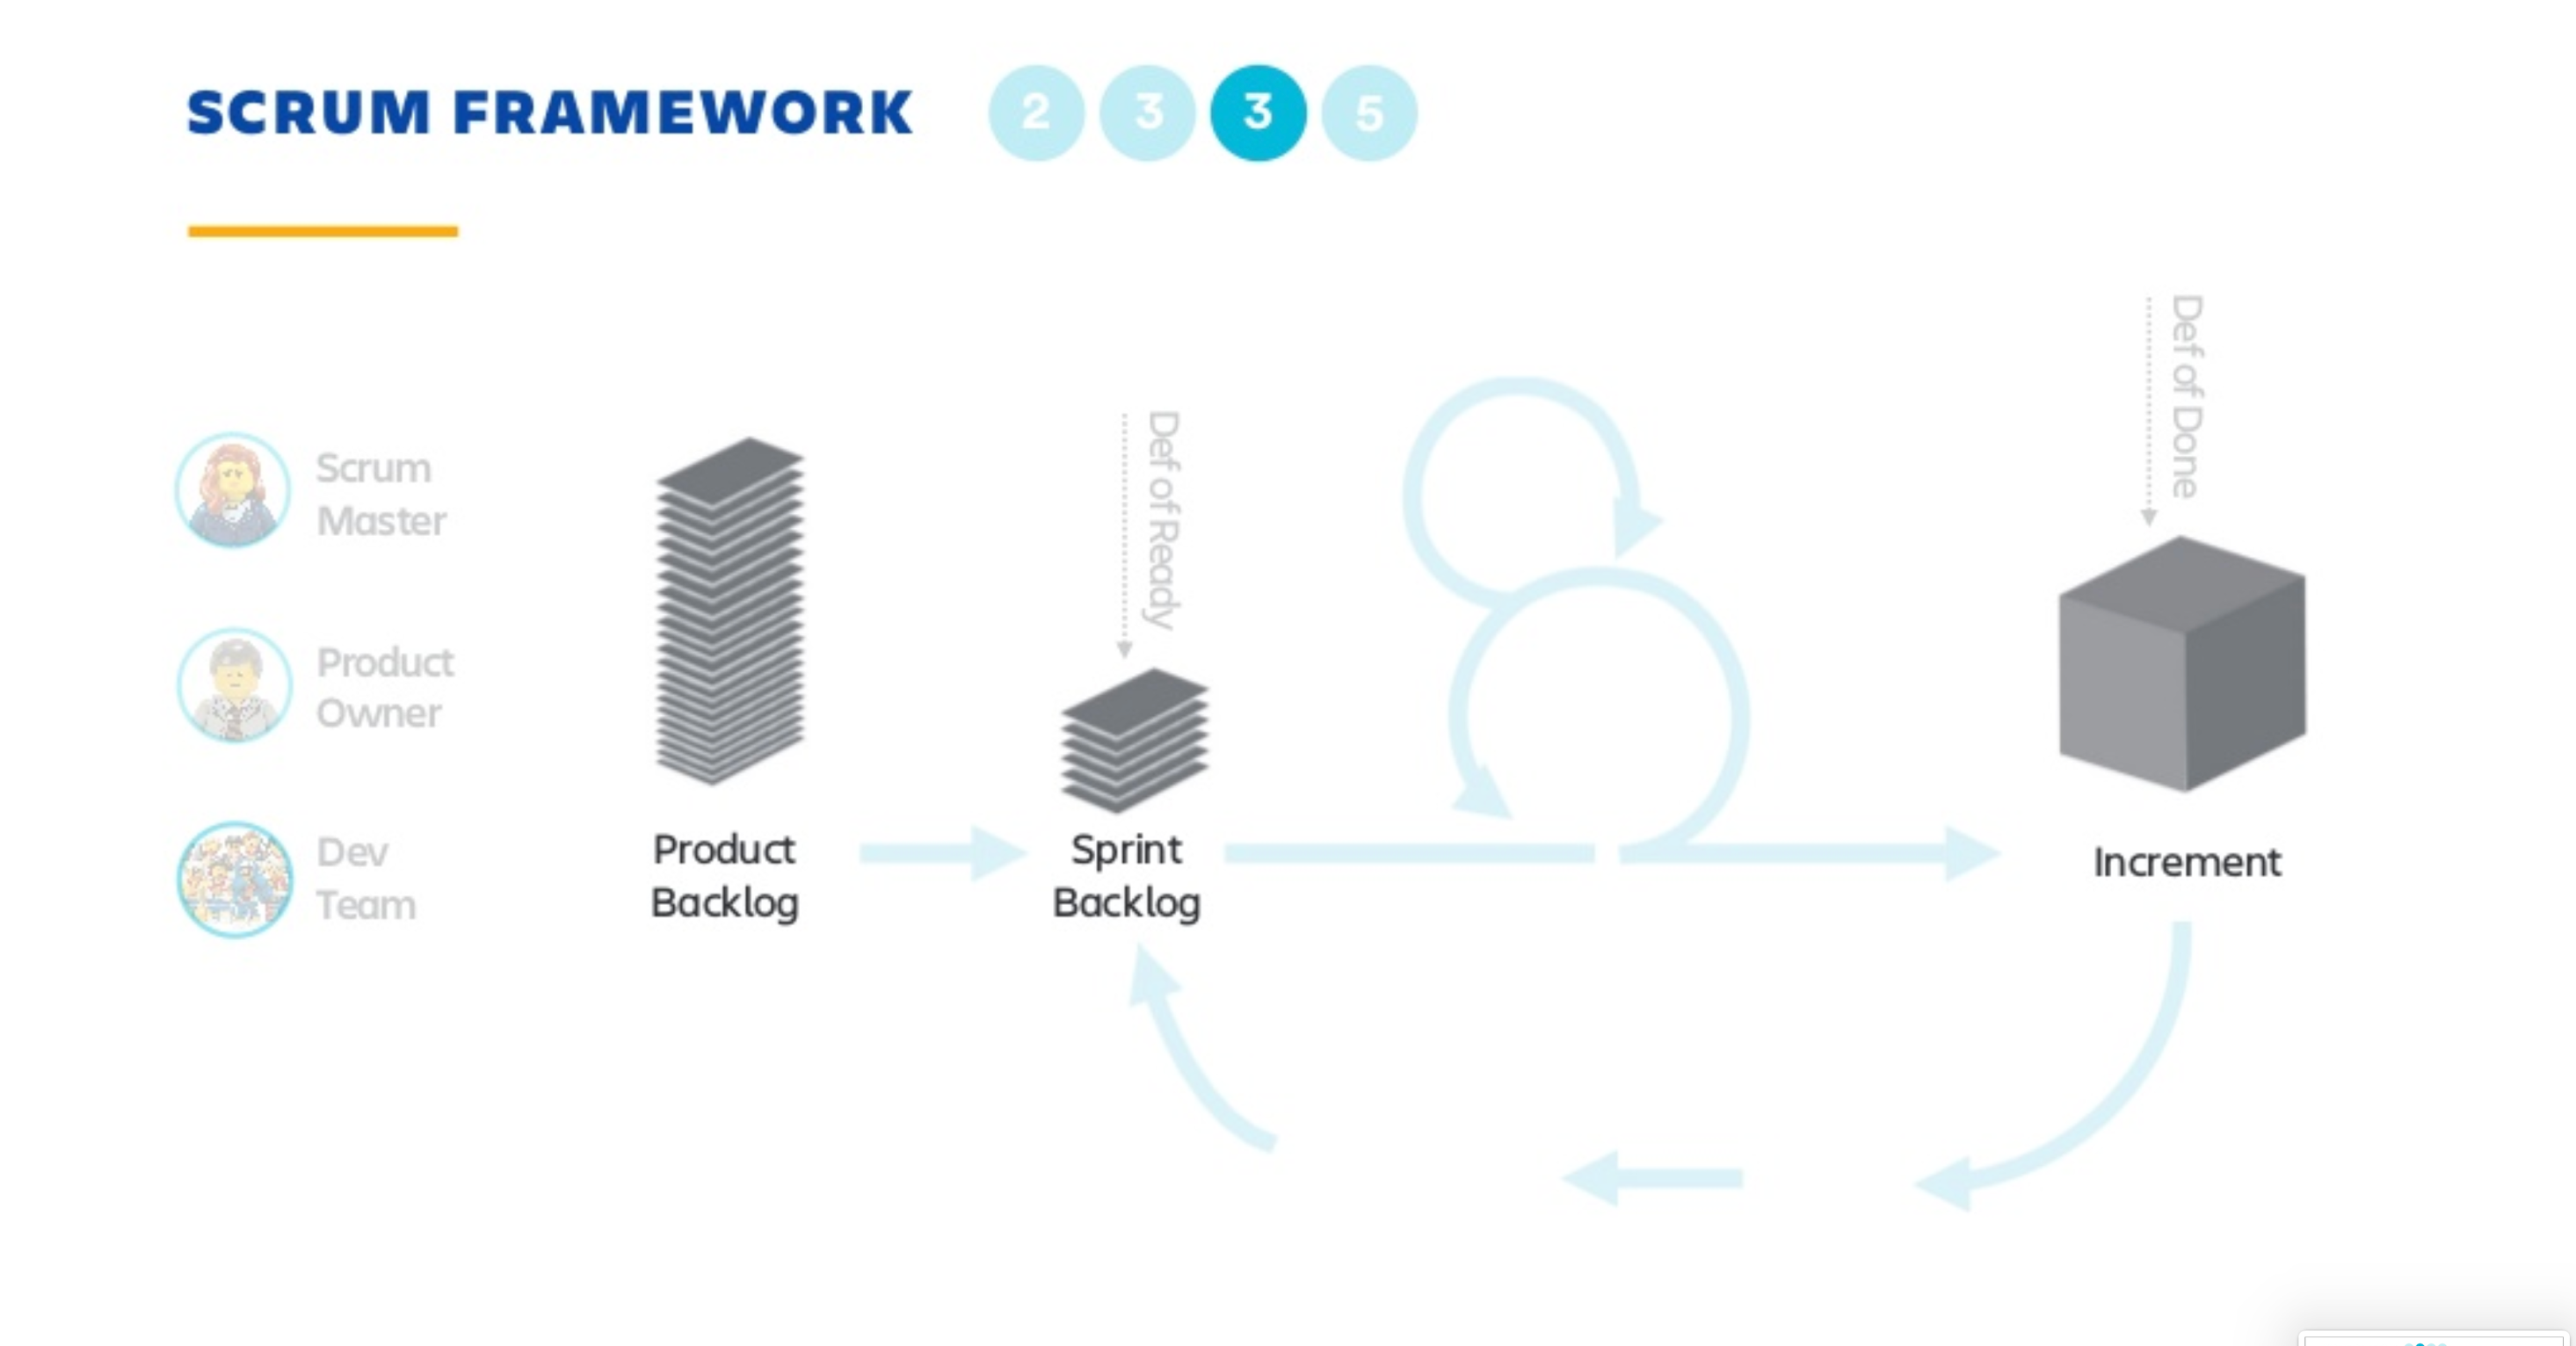 SCRUM FRAMEWORK
2 3 3 5
Scrum
Master
Product
Owner
Dev
Team
Product
Backlog
Def of Ready
Sprint
Backlog
Def of Done
Increment